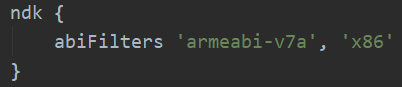 ndk {
    abiFilters 'armeabi-v7a', 'x86'
}